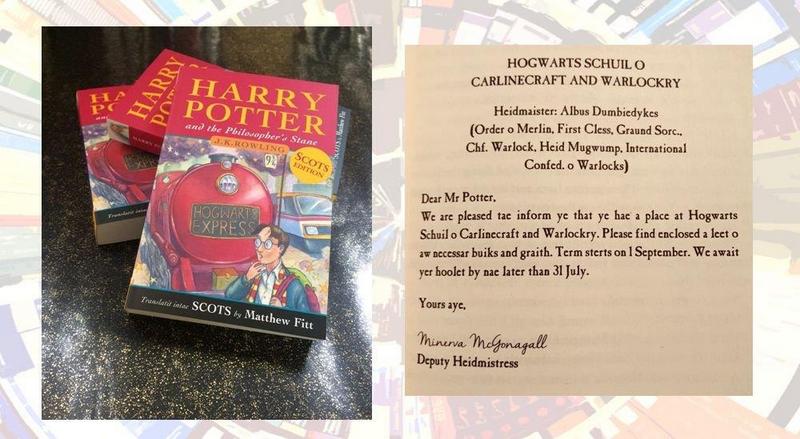 HARRY
POTTER
and the Philosopher's Stane
J.K.ROWLING
9¾
SCOTS
EDITION
HOGWARTS
EXPRESS
Translatit intae SCOTS by Matthew Fitt
HARRY
POTTER
HOGWARTS SCHUIL O
CARLINECRAFT AND WARLOCKRY
Heidmaister: Albus Dumbiedykes
(Order o Merlin, First Cless, Graund Sorc.,
Chf. Warlock, Heid Mugwump, International
Confed. o Warlocks)
Dear Mr Potter,
We are pleased tae inform ye that ye hae a place at Hogwarts
Schuil o Carlinecraft and Warlockry. Please find enclosed a leet o
aw necessar buiks and graith. Term sterts on 1 September. We await
yer hoolet by nae later than 31 July.
Yours aye,
Minerva McGonagall
Deputy Heidmistress